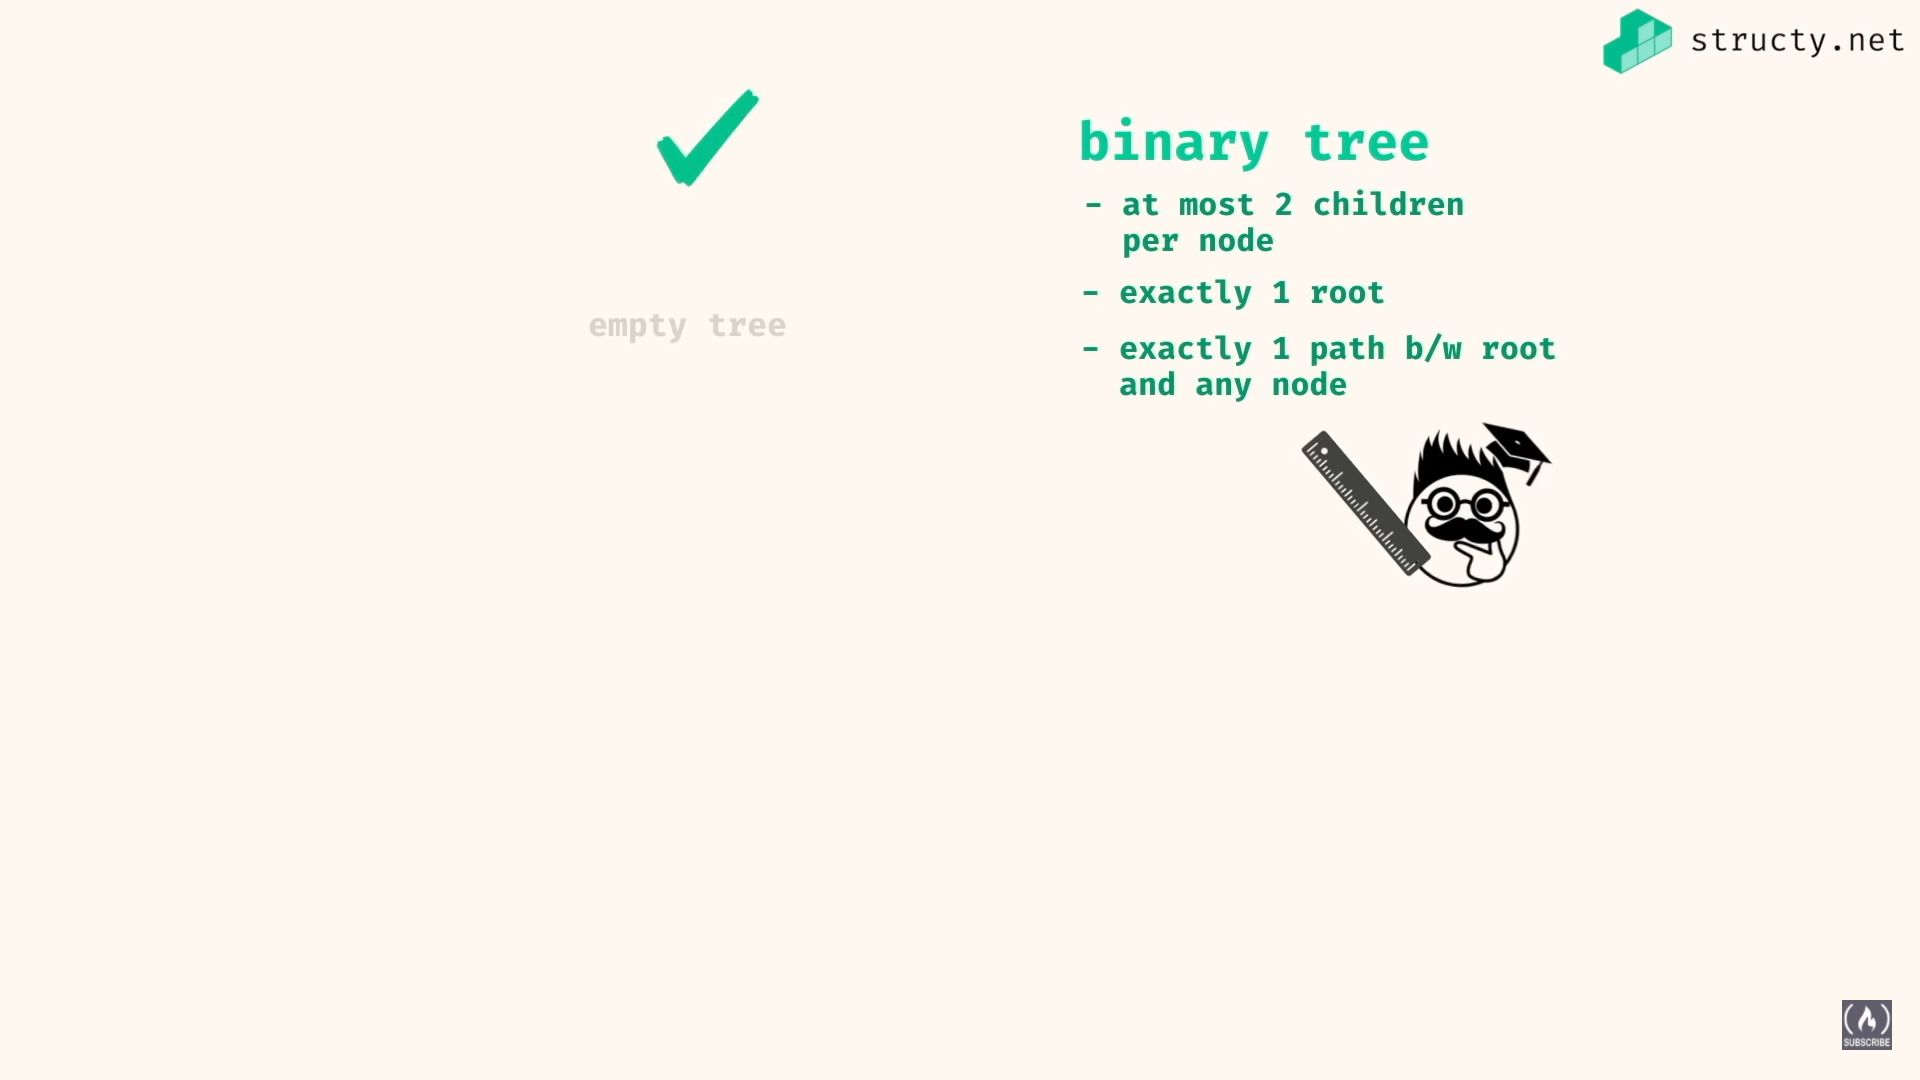 structy.net
binary tree
- at most 2 children
per node
- exactly 1 root
empty tree
- exactly 1 path b/w root
and any node
SUBSCRIBE